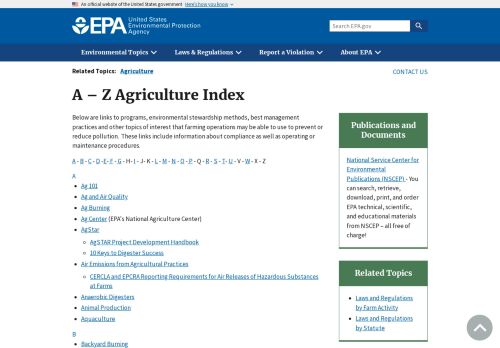 An official website of the United States government Here's how you know
EPA United States Environmental Protection Agency
Search EPA.gov
Environmental Topics Laws & Regulations Report a Violation About EPA
Related Topics: Agriculture
CONTACT US
A – Z Agriculture Index
Below are links to programs, environmental stewardship methods, best management
practices and other topics of interest that farming operations may be able to use to prevent or
reduce pollution. These links include information about compliance as well as operating or
maintenance procedures.
A - B - C - D - E - F - G - H - I - J - K - L - M - N - O - P - Q - R - S - T - U - V - W - X - Z
A
Ag 101
Ag and Air Quality
Ag Burning
Ag Center (EPA's National Agriculture Center)
AgStar
AgSTAR Project Development Handbook
10 Keys to Digester Success
Air Emissions from Agricultural Practices
CERCLA and EPCRA Reporting Requirements for Air Releases of Hazardous Substances
at Farms
Anaerobic Digesters
Animal Production
Aquaculture
B
Backyard Burning
Publications and
Documents
National Service Center for
Environmental
Publications (NSCEP) - You
can search, retrieve,
download, print, and order
EPA technical, scientific,
and educational materials
from NSCEP – all free of
charge!
Related Topics
Laws and Regulations
by Farm Activity
Laws and Regulations
by Statute